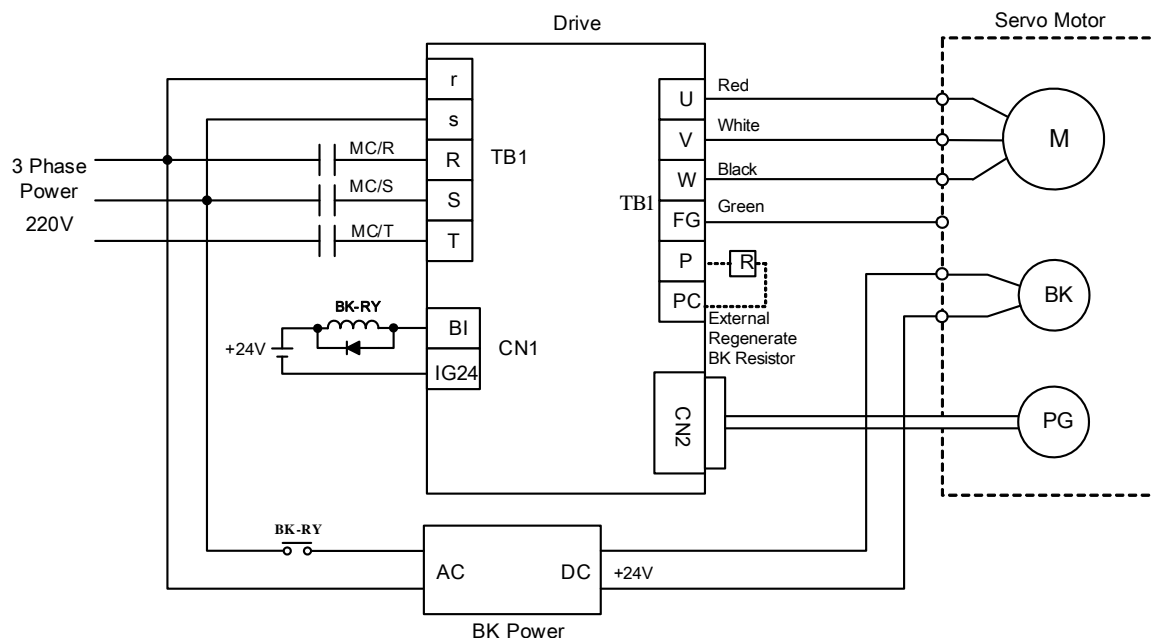 Servo Motor
Drive
r
s
R
S
T
TB1
MC/R
MC/S
MC/T
3 Phase
Power
220V
U
V
W
FG
P
PC
TB1
Red
White
Black
Green
R
External
Regenerate
BK Resistor
M
BK
PG
BK-RY
+24V
BI
IG24
CN1
CN2
BK-RY
AC
DC
+24V
BK Power